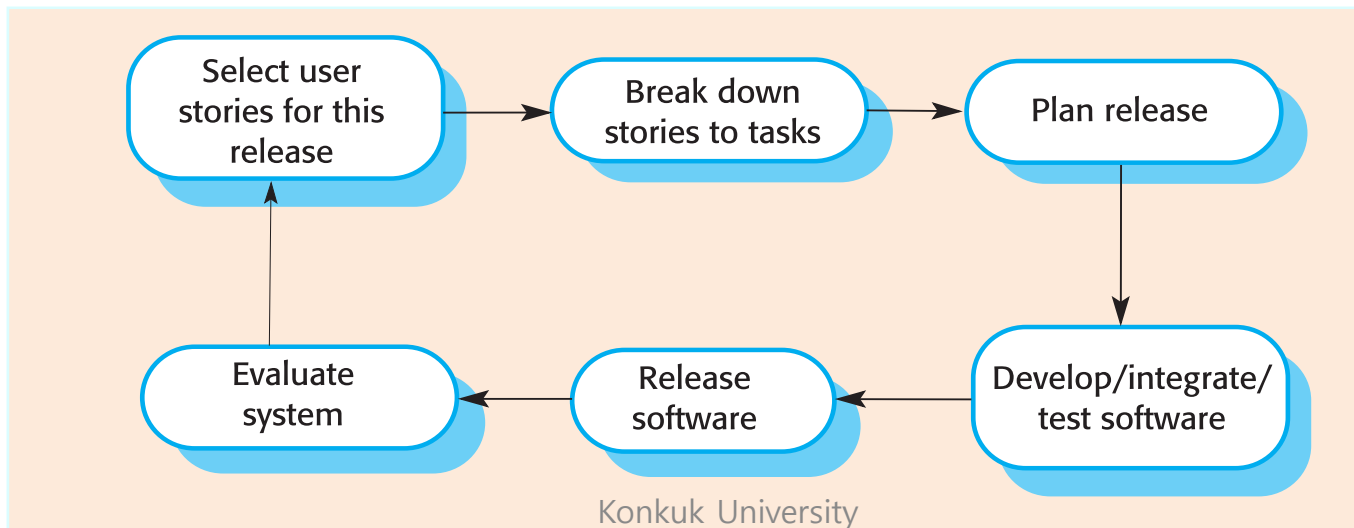 Select user
stories for this
release
Break down
stories to tasks
Plan release
Evaluate
system
Release
software
Develop/integrate/
test software
Konkuk University